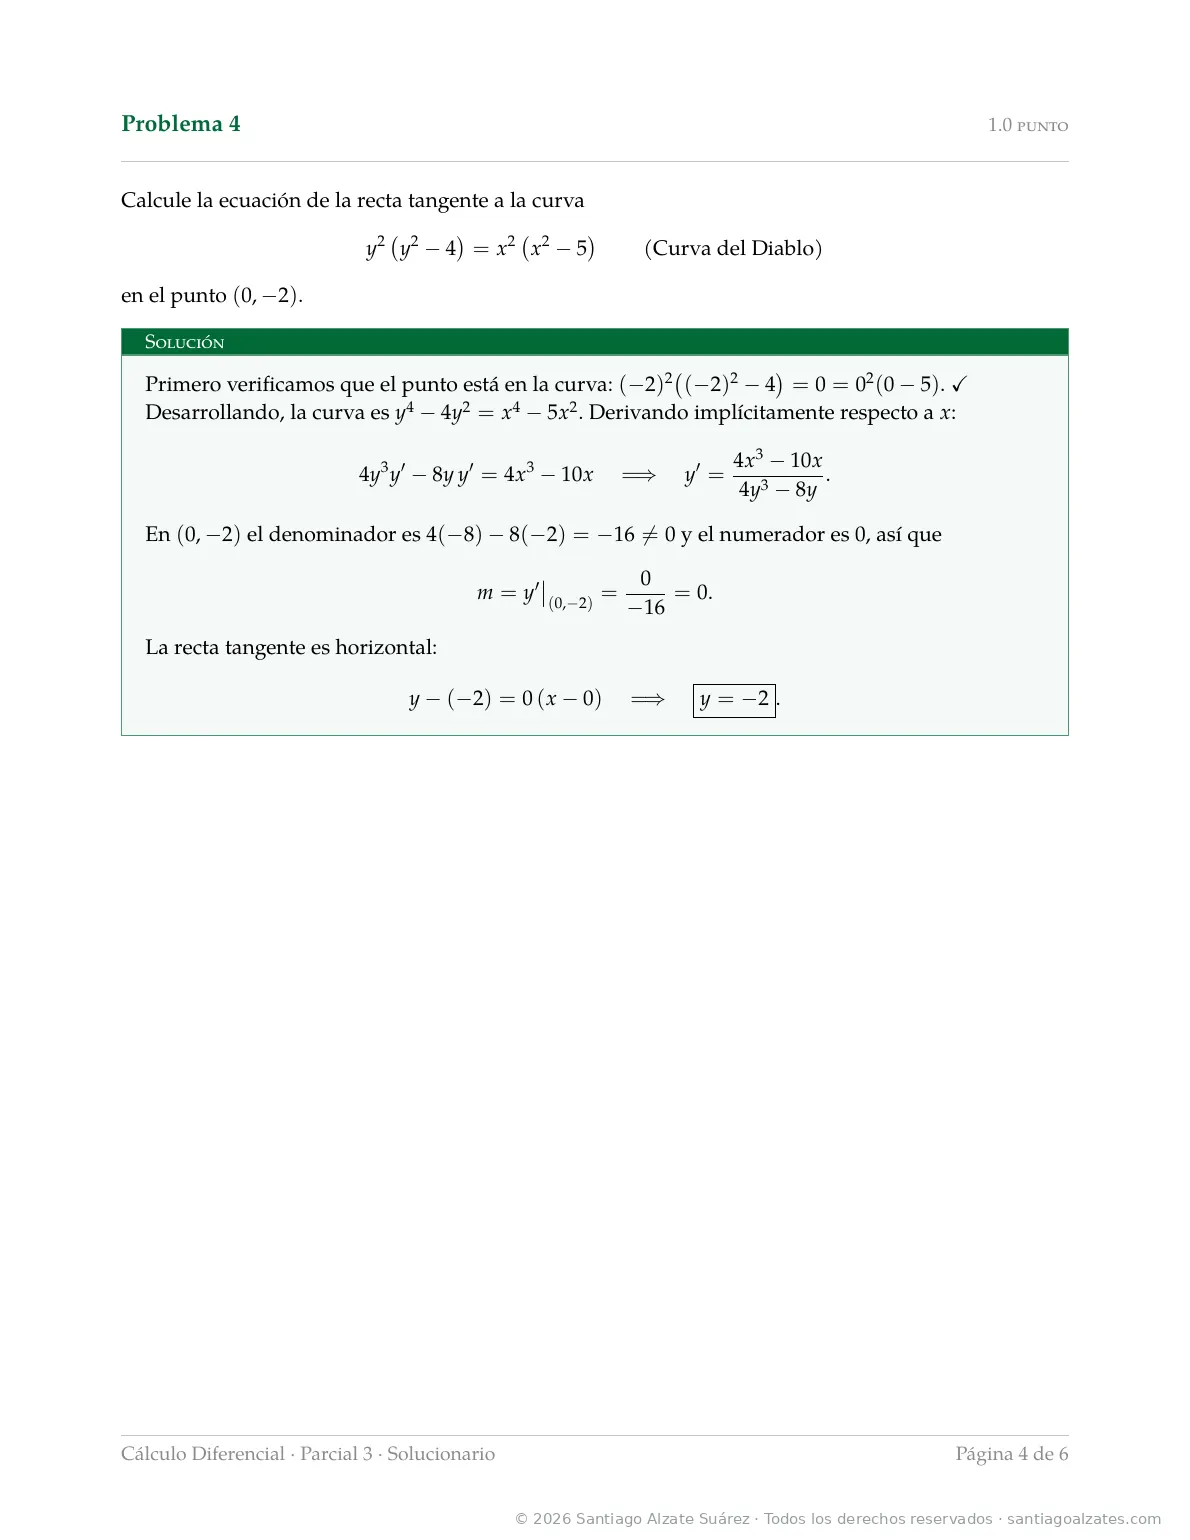 Problema 4
1.0 PUNTO
Calcule la ecuación de la recta tangente a la curva
y² (y² − 4) = x² (x² − 5)   (Curva del Diablo)
en el punto (0, −2).
SOLUCIÓN
Primero verificamos que el punto está en la curva: (−2)²((−2)² − 4) = 0 = 0²(0 − 5). ✓
Desarrollando, la curva es y⁴ − 4y² = x⁴ − 5x². Derivando implícitamente respecto a x:
4y³y′ − 8y y′ = 4x³ − 10x ⟹ y′ = (4x³ − 10x)/(4y³ − 8y).
En (0, −2) el denominador es 4(−8) − 8(−2) = −16 ≠ 0 y el numerador es 0, así que
m = y′|(0,−2) = 0/−16 = 0.
La recta tangente es horizontal:
y − (−2) = 0 (x − 0) ⟹ y = −2.
Cálculo Diferencial · Parcial 3 · Solucionario
Página 4 de 6
© 2026 Santiago Alzate Suárez · Todos los derechos reservados · santiagoalzates.com